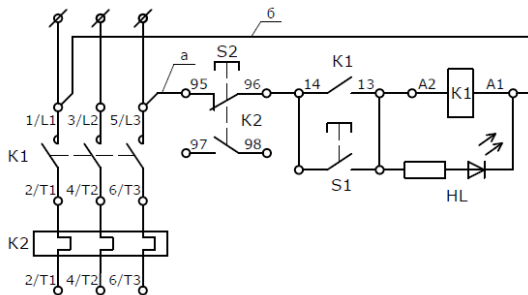 б
а
S2
K1
95
96
14
13
A2
K1
A1
1/L1
3/L2
5/L3
K2
K1
97
98
S1
2/T1
4/T2
6/T3
HL
K2
2/T1
4/T2
6/T3